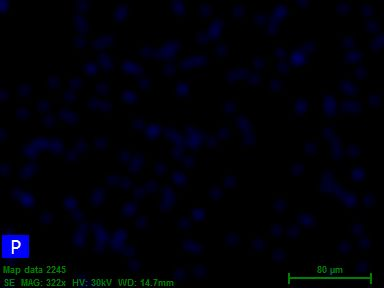 P
80 µm
Map data 2245
SE MAG: 322x HV: 30kV WD: 14.7mm